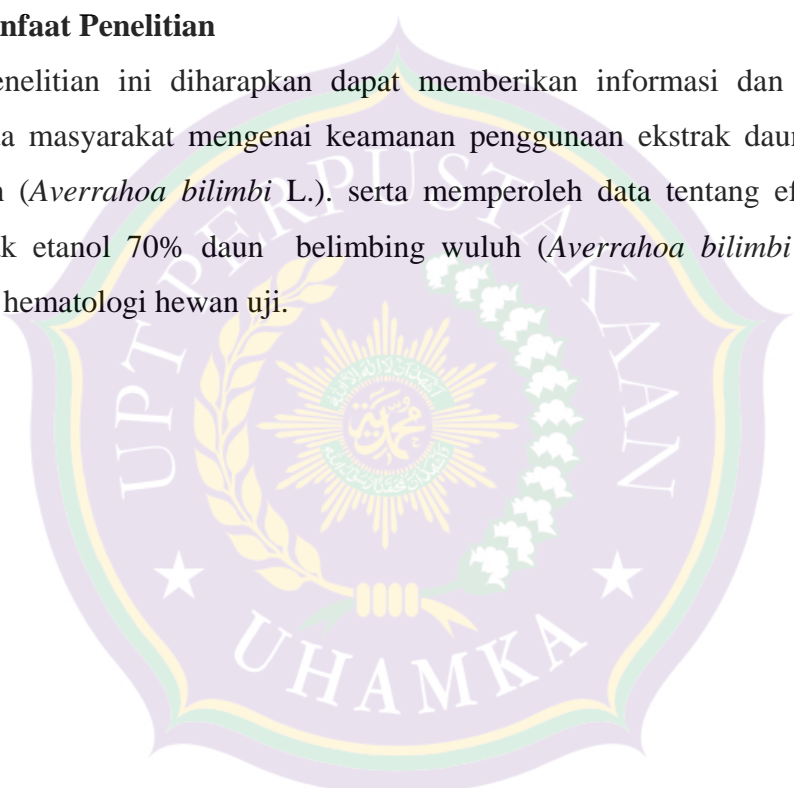 nfaat Penelitian
enelitian ini diharapkan dapat memberikan informasi dan
a masyarakat mengenai keamanan penggunaan ekstrak daun
n (Averrahoa bilimbi L.). serta memperoleh data tentang ef
k etanol 70% daun belimbing wuluh (Averrahoa bilimbi
hematologi hewan uji.
UPT PERPUSTAKAAN
UHAMKA